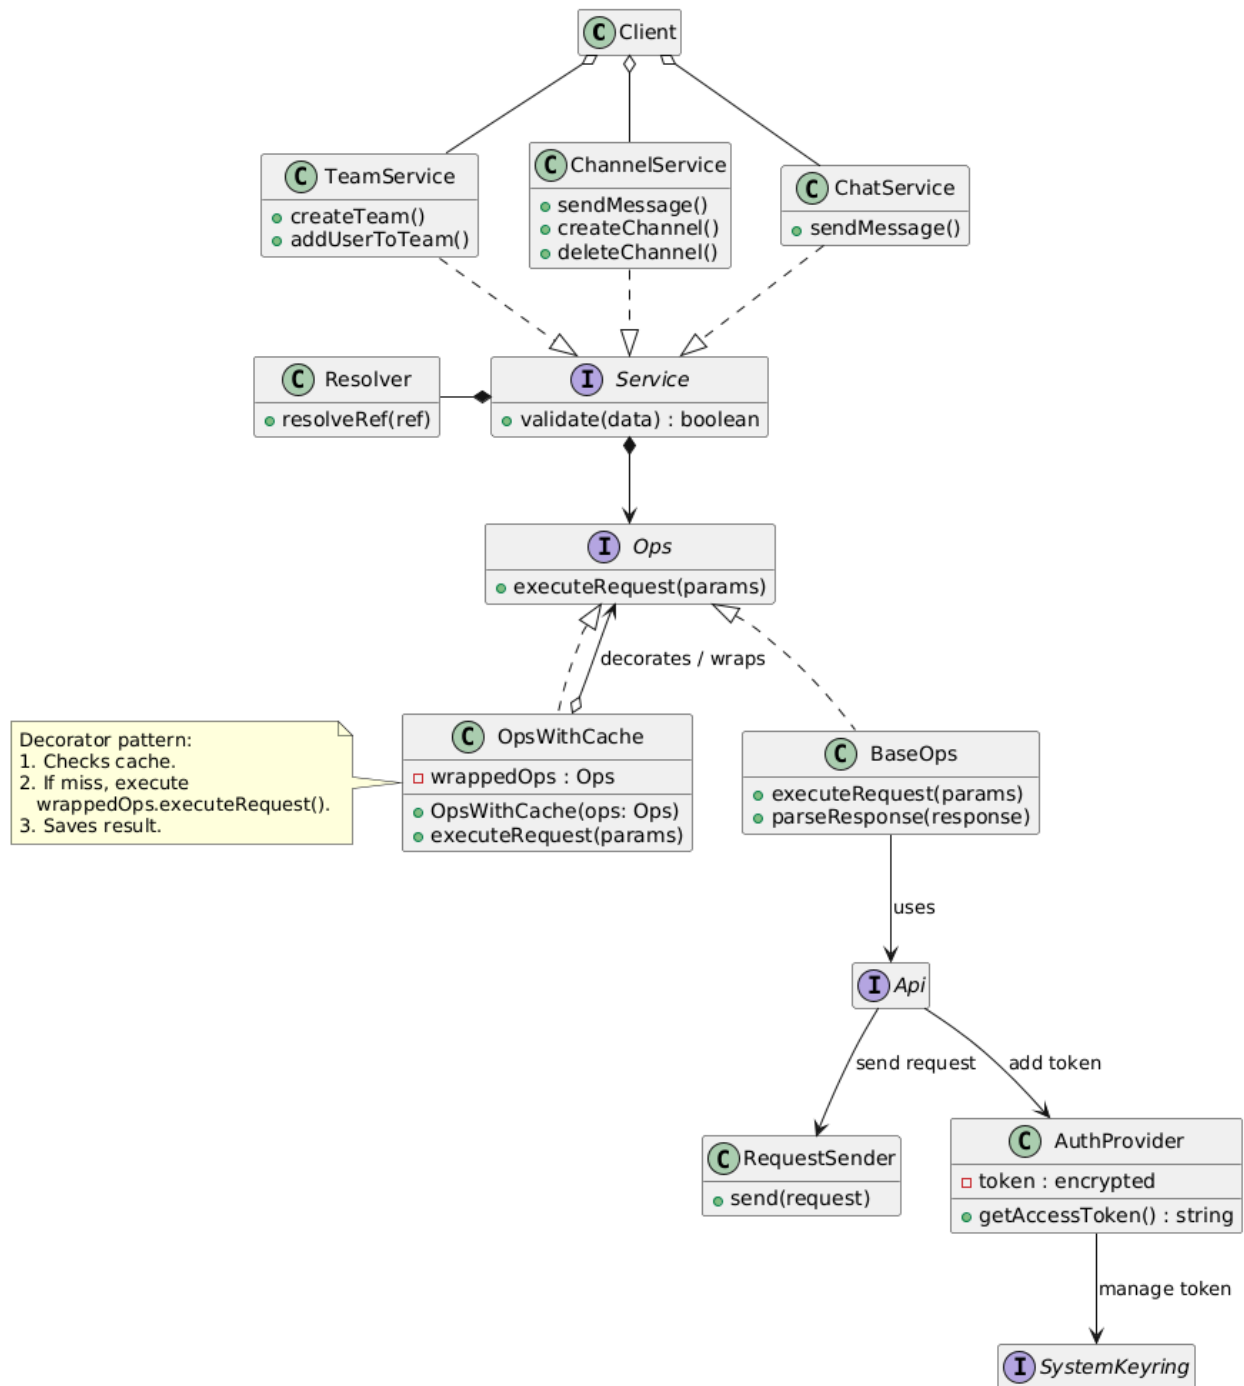 C Client
C TeamService
createTeam()
addUserToTeam()
C ChannelService
sendMessage()
createChannel()
deleteChannel()
C ChatService
sendMessage()
C Resolver
resolveRef(ref)
I Service
validate(data) : boolean
I Ops
executeRequest(params)
decorates / wraps
Decorator pattern:
1. Checks cache.
2. If miss, execute
wrappedOps.executeRequest().
3. Saves result.
C OpsWithCache
wrappedOps : Ops
OpsWithCache(ops: Ops)
executeRequest(params)
C BaseOps
executeRequest(params)
parseResponse(response)
uses
I Api
send request
add token
C RequestSender
send(request)
C AuthProvider
token : encrypted
getAccessToken() : string
manage token
I SystemKeyring